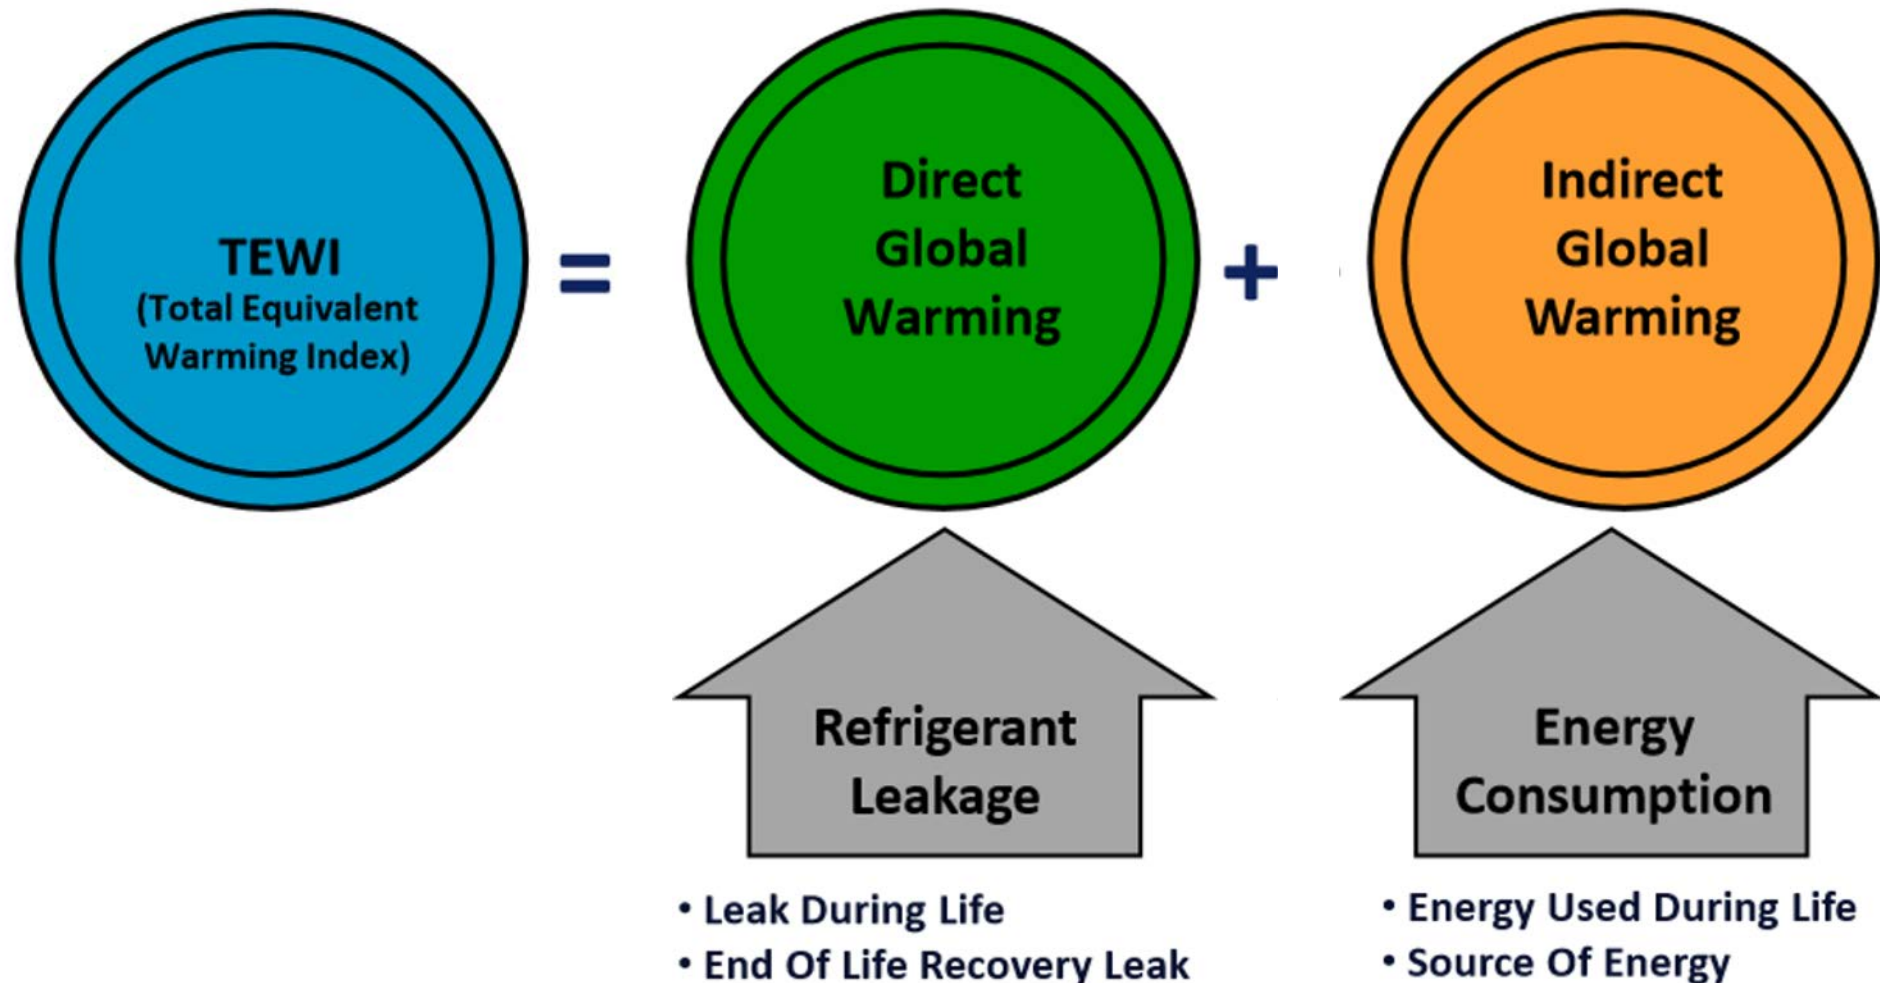 TEWI
(Total Equivalent
Warming Index)
=
Direct
Global
Warming
+
Indirect
Global
Warming
Refrigerant
Leakage
• Leak During Life
• End Of Life Recovery Leak
Energy
Consumption
• Energy Used During Life
• Source Of Energy